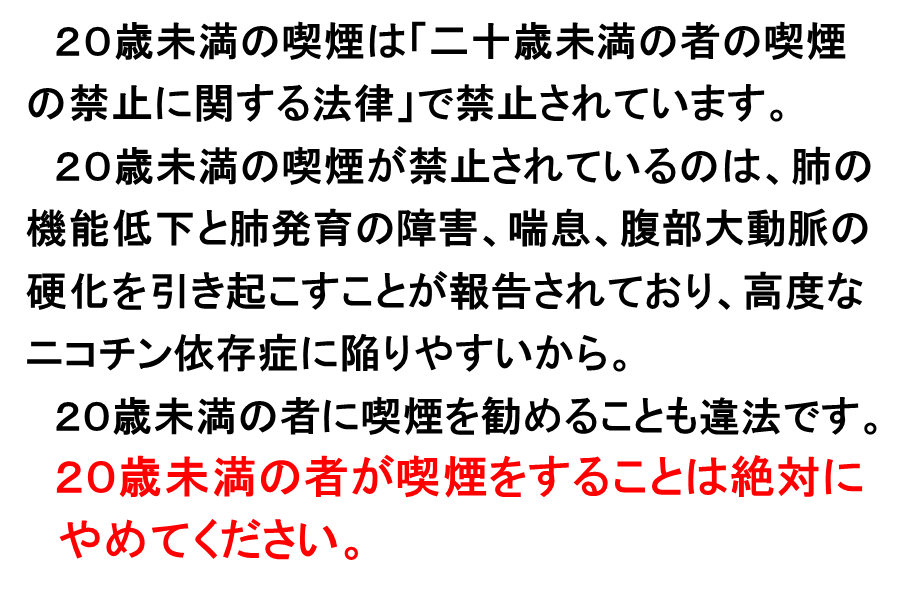 ２０歳未満の喫煙は「二十歳未満の者の喫煙
の禁止に関する法律」で禁止されています。
２０歳未満の喫煙が禁止されているのは、肺の
機能低下と肺発育の障害、喘息、腹部大動脈の
硬化を引き起こすことが報告されており、高度な
ニコチン依存症に陥りやすいから。
２０歳未満の者に喫煙を勧めることも違法です。
２０歳未満の者が喫煙をすることは絶対に
やめてください。